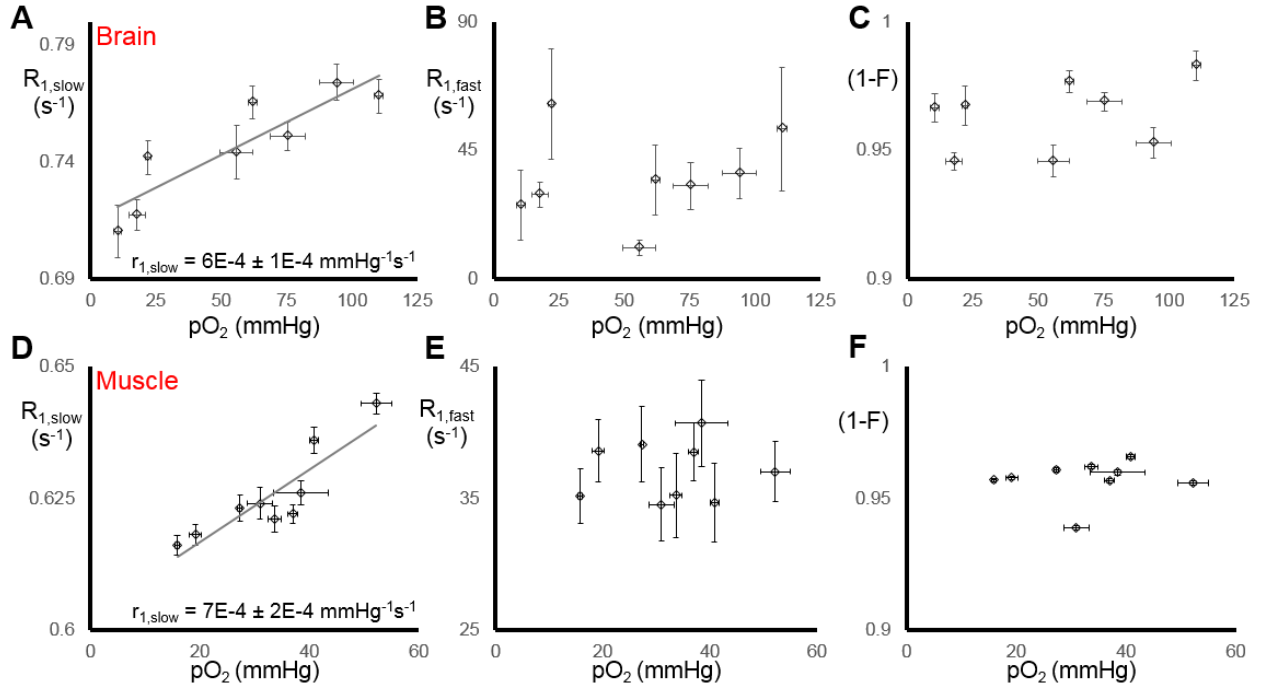 A
Brain
0.79
R1,slow
(s-1)
0.74
0.69
r1,slow = 6E-4 ± 1E-4 mmHg-1s-1
0 25 50 75 100 125
pO2 (mmHg)
B
90
R1,fast
(s-1)
45
0
0 25 50 75 100 125
pO2 (mmHg)
C
1
(1-F)
0.95
0.9
0 25 50 75 100 125
pO2 (mmHg)
D
Muscle
0.65
R1,slow
(s-1)
0.625
0.6
r1,slow = 7E-4 ± 2E-4 mmHg-1s-1
0 20 40 60
pO2 (mmHg)
E
45
R1,fast
(s-1)
35
25
0 20 40 60
pO2 (mmHg)
F
1
(1-F)
0.95
0.9
0 20 40 60
pO2 (mmHg)